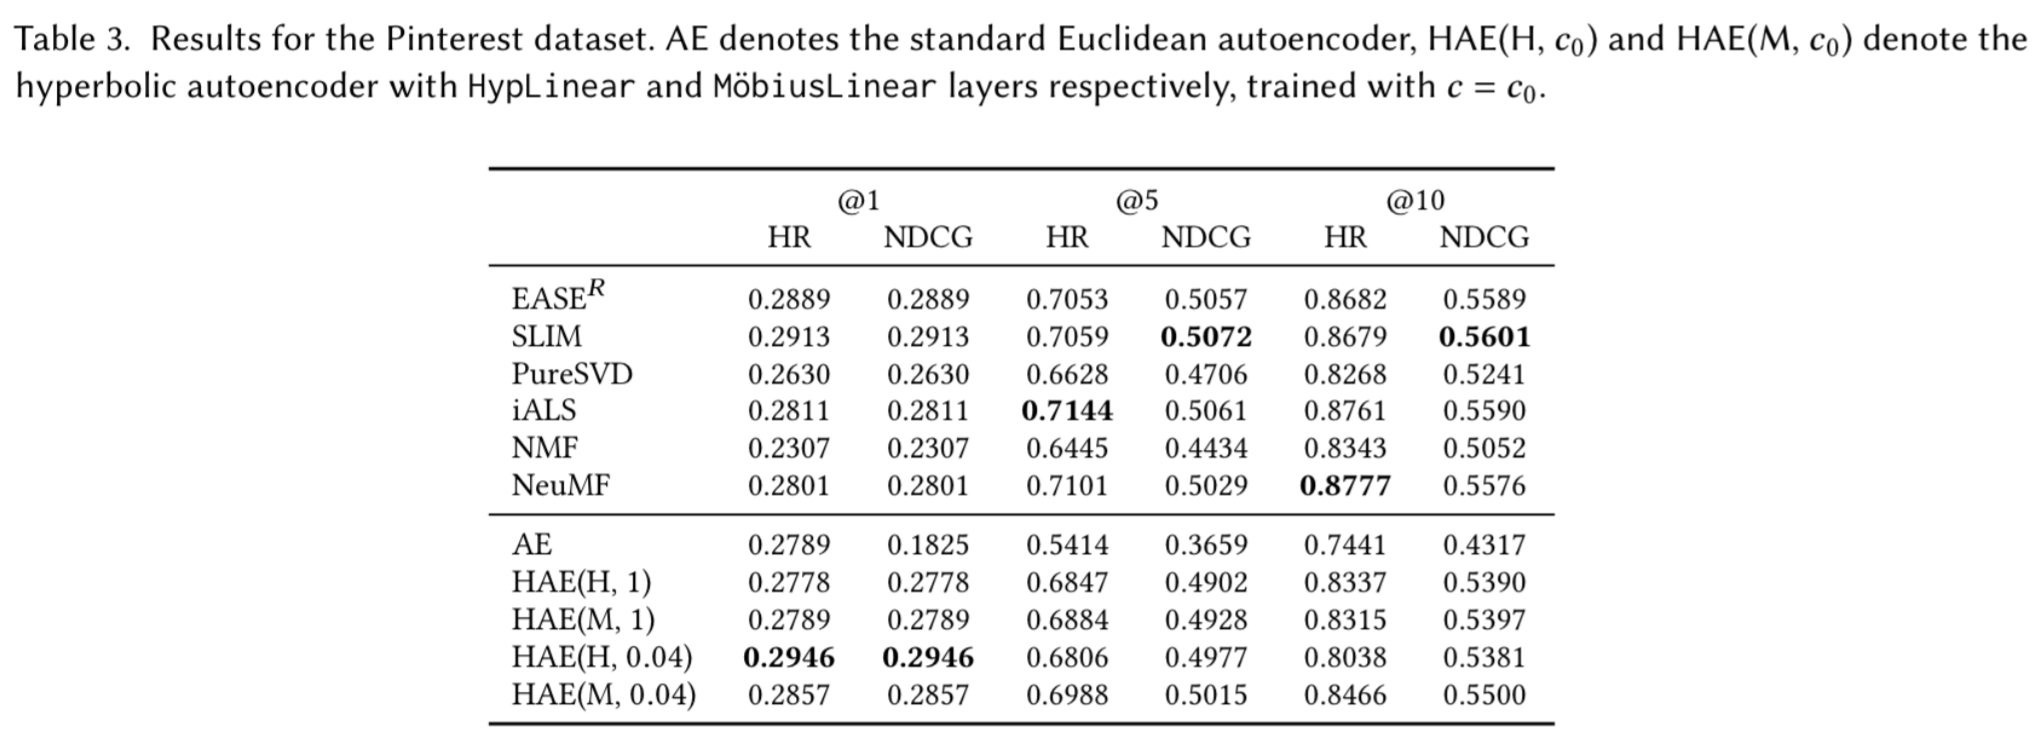 Table 3. Results for the Pinterest dataset. AE denotes the standard Euclidean autoencoder, HAE(H, c₀) and HAE(M, c₀) denote the
hyperbolic autoencoder with HypLinear and MöbiusLinear layers respectively, trained with c = c₀.
@1 @5 @10
HR NDCG HR NDCG HR NDCG
EASEᴿ 0.2889 0.2889 0.7053 0.5057 0.8682 0.5589
SLIM 0.2913 0.2913 0.7059 0.5072 0.8679 0.5601
PureSVD 0.2630 0.2630 0.6628 0.4706 0.8268 0.5241
iALS 0.2811 0.2811 0.7144 0.5061 0.8761 0.5590
NMF 0.2307 0.2307 0.6445 0.4434 0.8343 0.5052
NeuMF 0.2801 0.2801 0.7101 0.5029 0.8777 0.5576
AE 0.2789 0.1825 0.5414 0.3659 0.7441 0.4317
HAE(H, 1) 0.2778 0.2778 0.6847 0.4902 0.8337 0.5390
HAE(M, 1) 0.2789 0.2789 0.6884 0.4928 0.8315 0.5397
HAE(H, 0.04) 0.2946 0.2946 0.6806 0.4977 0.8038 0.5381
HAE(M, 0.04) 0.2857 0.2857 0.6988 0.5015 0.8466 0.5500